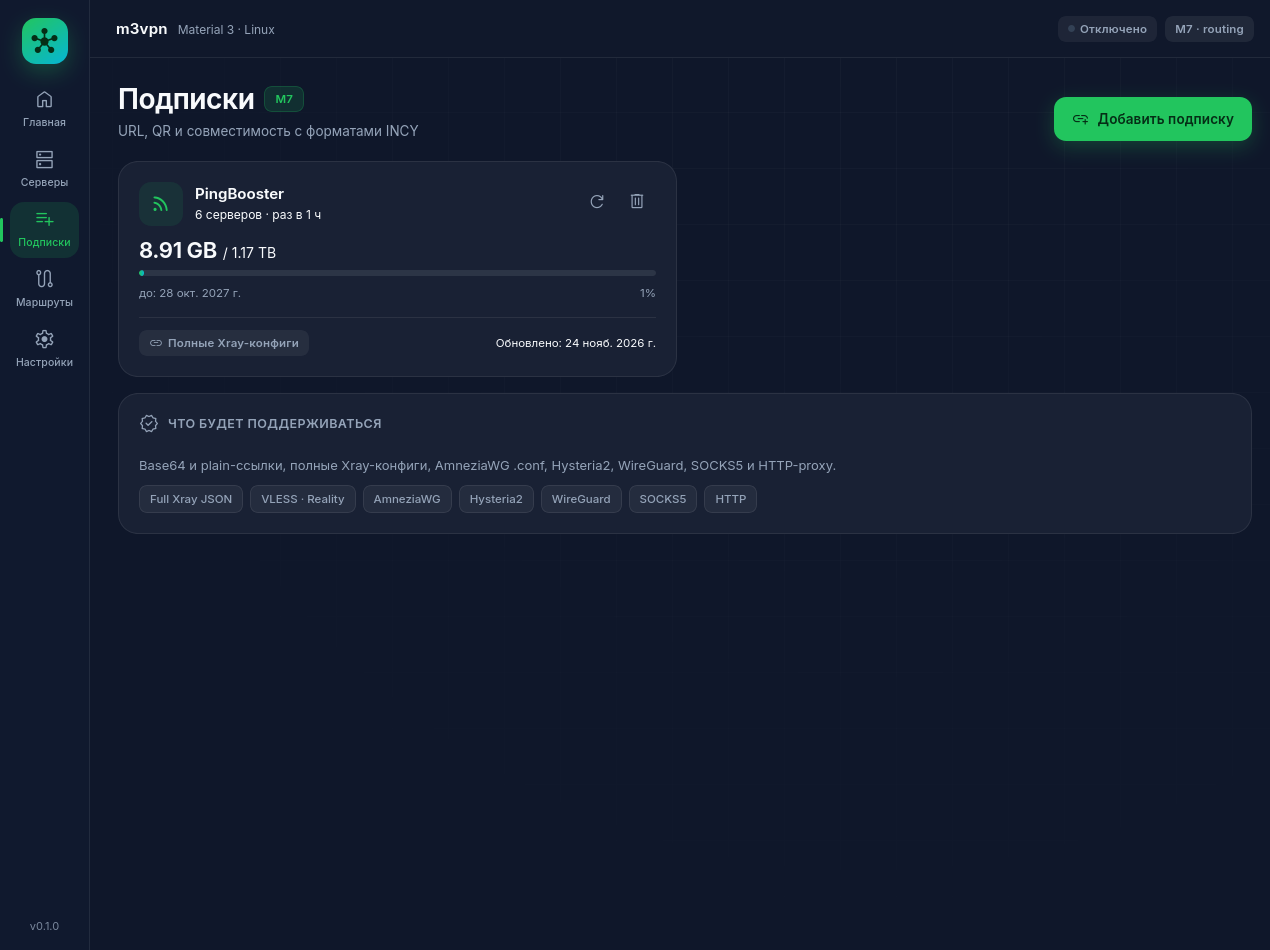 m3vpn Material 3 · Linux
Отключено
M7 · routing
Главная
Серверы
Подписки
Маршруты
Настройки
v0.1.0
Подписки M7
URL, QR и совместимость с форматами INCY
Добавить подписку
PingBooster
6 серверов · раз в 1 ч
8.91 GB / 1.17 TB
до: 28 окт. 2027 г. 1%
Полные Xray-конфиги Обновлено: 24 нояб. 2026 г.
ЧТО БУДЕТ ПОДДЕРЖИВАТЬСЯ
Base64 и plain-ссылки, полные Xray-конфиги, AmneziaWG .conf, Hysteria2, WireGuard, SOCKS5 и HTTP-proxy.
Full Xray JSON VLESS · Reality AmneziaWG Hysteria2 WireGuard SOCKS5 HTTP